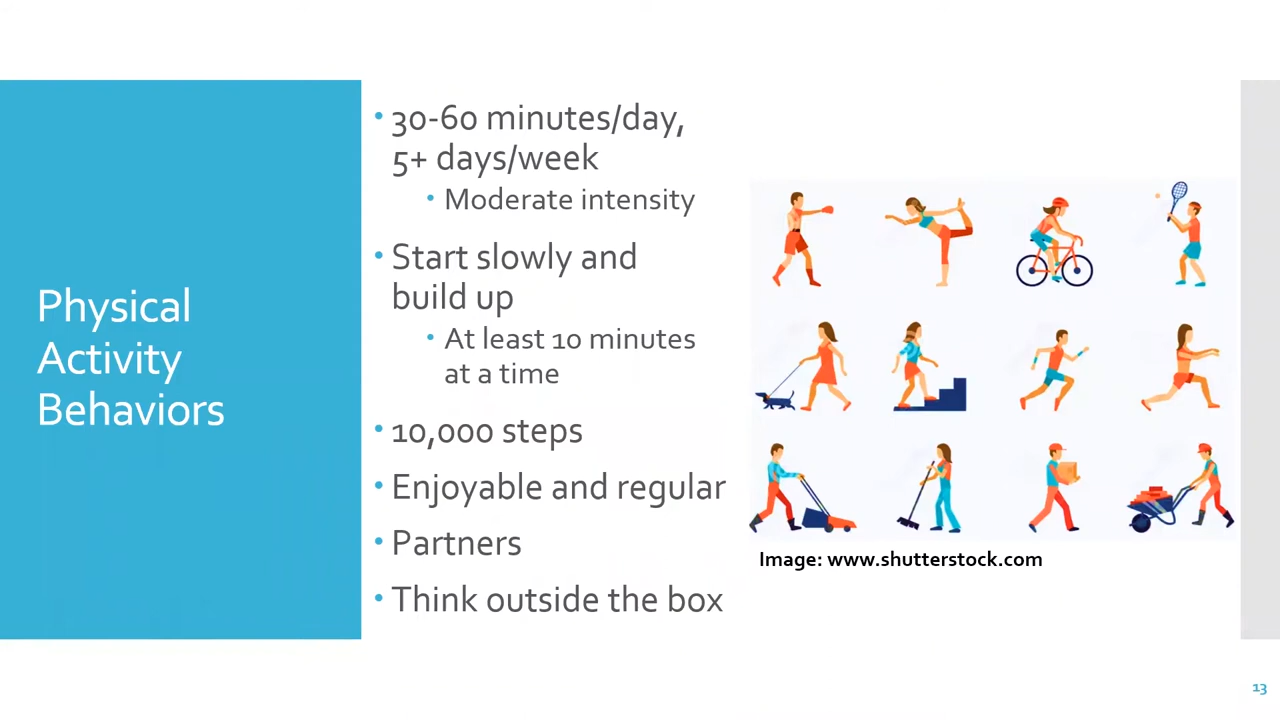 Physical
Activity
Behaviors
• 30-60 minutes/day,
5+ days/week
• Moderate intensity
• Start slowly and
build up
• At least 10 minutes
at a time
• 10,000 steps
• Enjoyable and regular
• Partners
• Think outside the box
Image: www.shutterstock.com
13